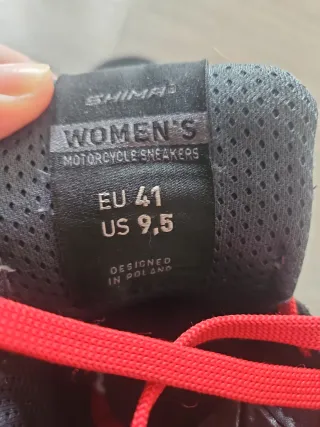 SHIMA
WOMEN'S
MOTORCYCLE SNEAKERS
EU 41
US 9,5
DESIGNED
IN POLAND